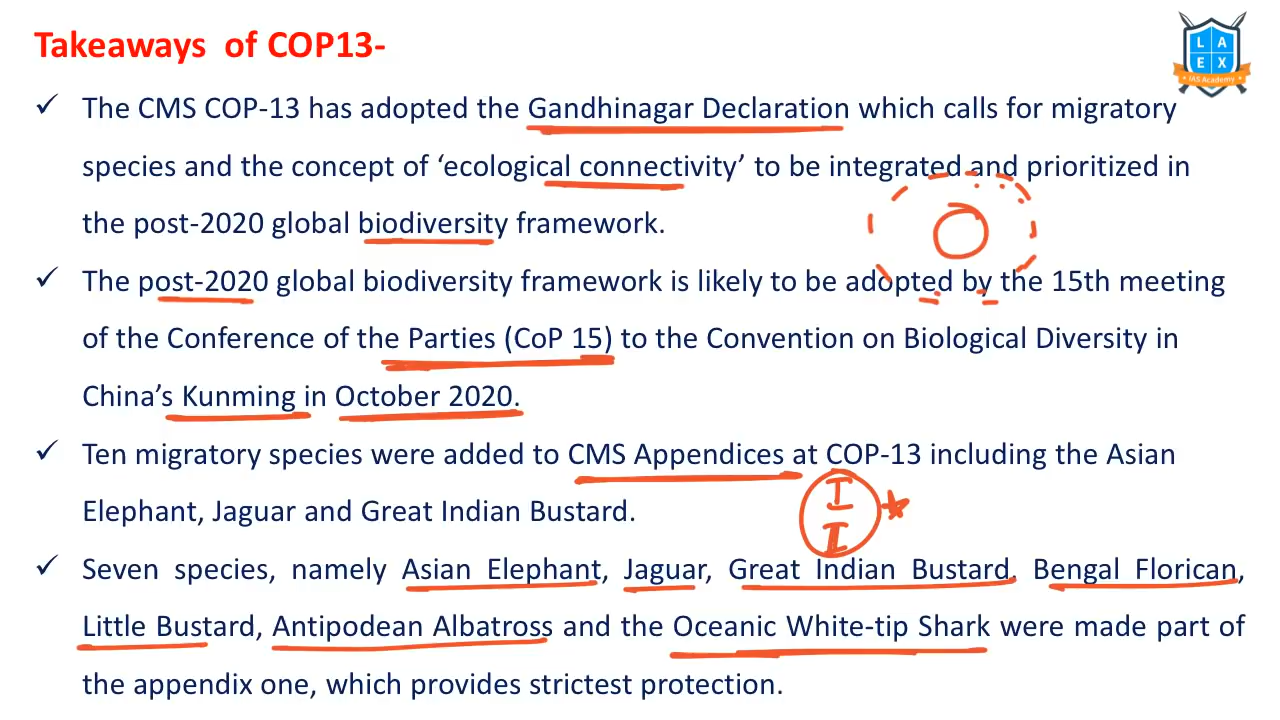 Takeaways of COP13-
L A
E X
IAS Academy
✓ The CMS COP-13 has adopted the Gandhinagar Declaration which calls for migratory
species and the concept of ‘ecological connectivity’ to be integrated and prioritized in
the post-2020 global biodiversity framework.
✓ The post-2020 global biodiversity framework is likely to be adopted by the 15th meeting
of the Conference of the Parties (CoP 15) to the Convention on Biological Diversity in
China’s Kunming in October 2020.
✓ Ten migratory species were added to CMS Appendices at COP-13 including the Asian
I
Elephant, Jaguar and Great Indian Bustard.
✓ Seven species, namely Asian Elephant, Jaguar, Great Indian Bustard, Bengal Florican,
Little Bustard, Antipodean Albatross and the Oceanic White-tip Shark were made part of
the appendix one, which provides strictest protection.